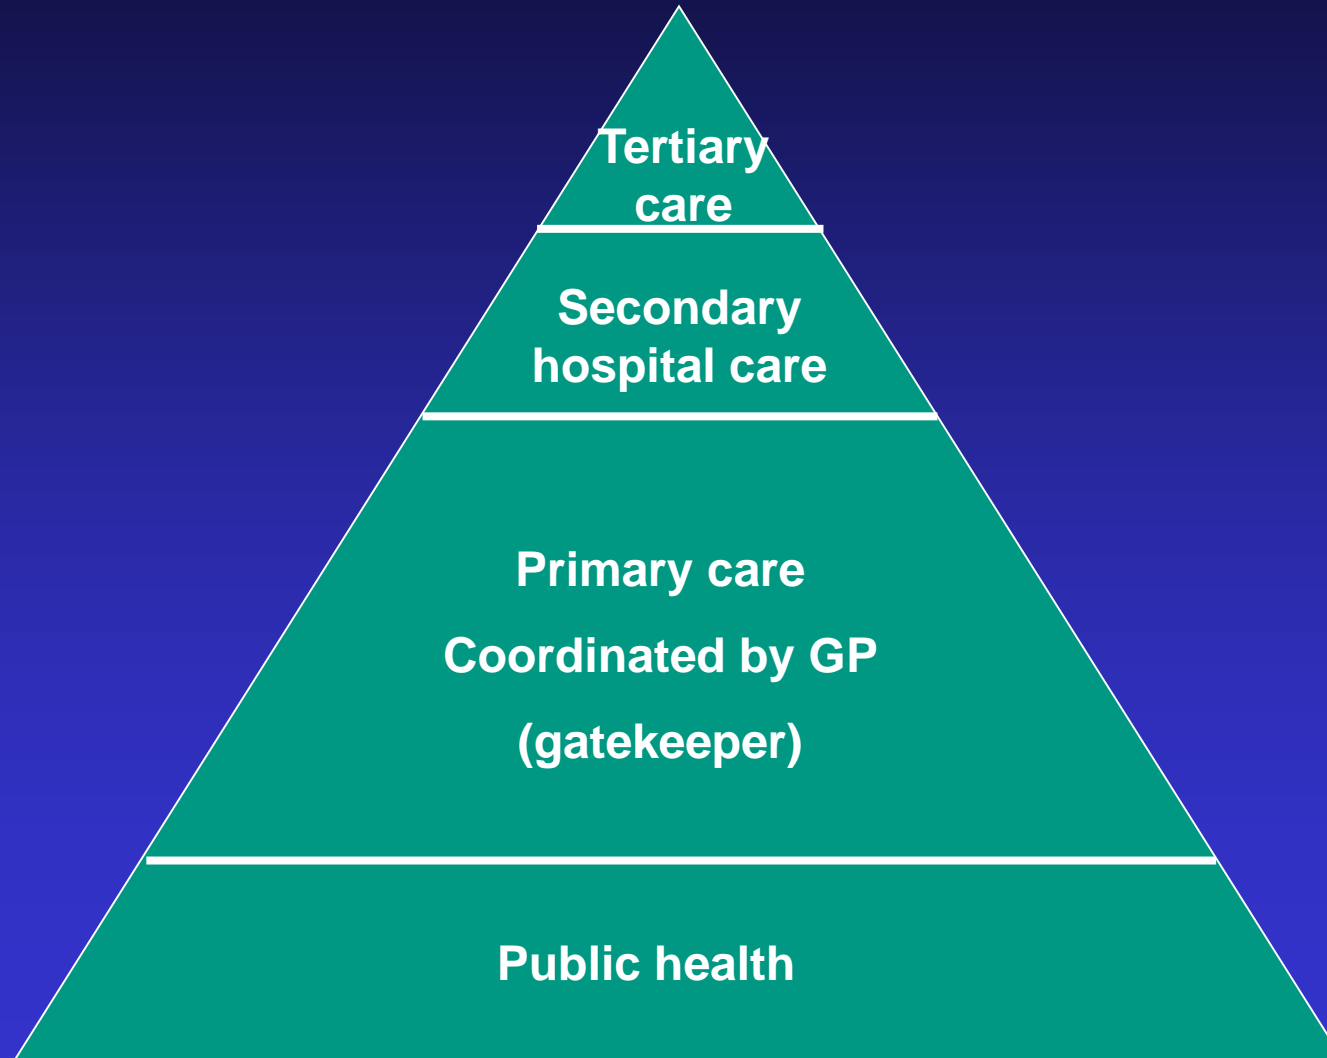 Tertiary
care
Secondary
hospital care
Primary care
Coordinated by GP
(gatekeeper)
Public health